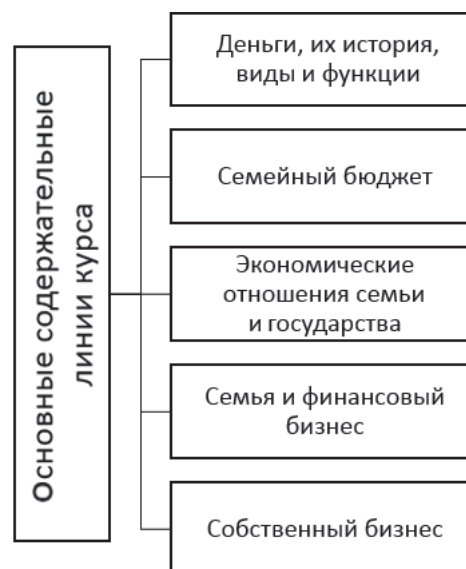 Основные содержательные
линии курса
Деньги, их история,
виды и функции
Семейный бюджет
Экономические
отношения семьи
и государства
Семья и финансовый
бизнес
Собственный бизнес